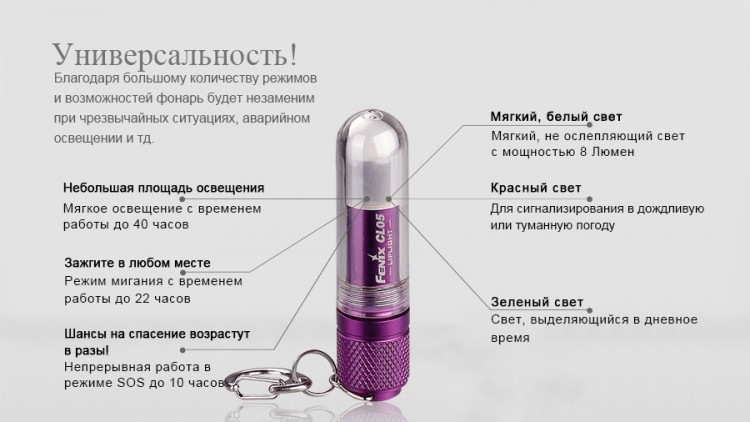 Универсальность!
Благодаря большому количеству режимов
и возможностей фонарь будет незаменим
при чрезвычайных ситуациях, аварийном
освещении и тд.
Небольшая площадь освещения
Мягкое освещение с временем
работы до 40 часов
Зажгите в любом месте
Режим мигания с временем
работы до 22 часов
Шансы на спасение возрастут
в разы!
Непрерывная работа в
режиме SOS до 10 часов
FENIX CL05
LIPLIGHT
Мягкий, белый свет
Мягкий, не ослепляющий свет
с мощностью 8 Люмен
Красный свет
Для сигнализирования в дождливую
или туманную погоду
Зеленый свет
Свет, выделяющийся в дневное
время